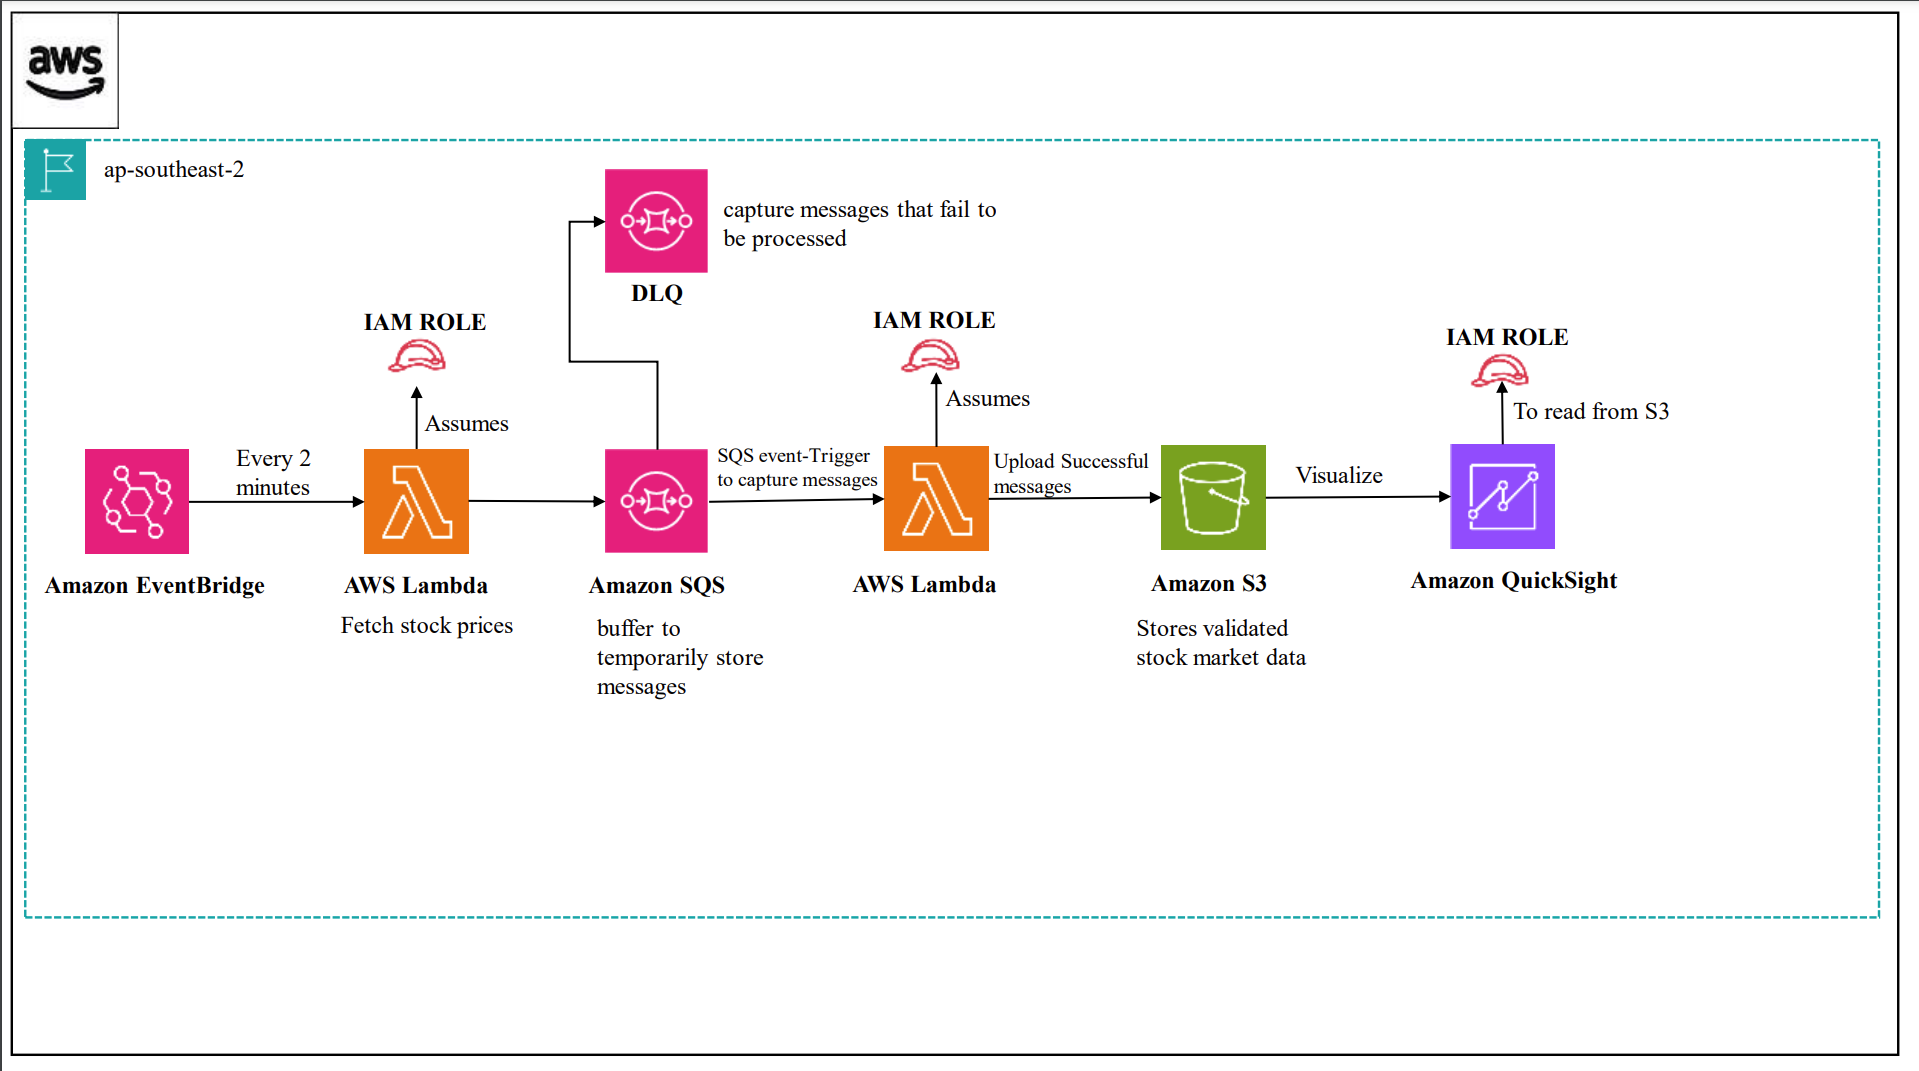 aws
ap-southeast-2
capture messages that fail to
be processed
DLQ
IAM ROLE
IAM ROLE
IAM ROLE
Assumes
Assumes
To read from S3
Every 2
minutes
SQS event-Trigger
to capture messages
Upload Successful
messages
Visualize
Amazon EventBridge
AWS Lambda
Amazon SQS
AWS Lambda
Amazon S3
Amazon QuickSight
Fetch stock prices
buffer to
temporarily store
messages
Stores validated
stock market data